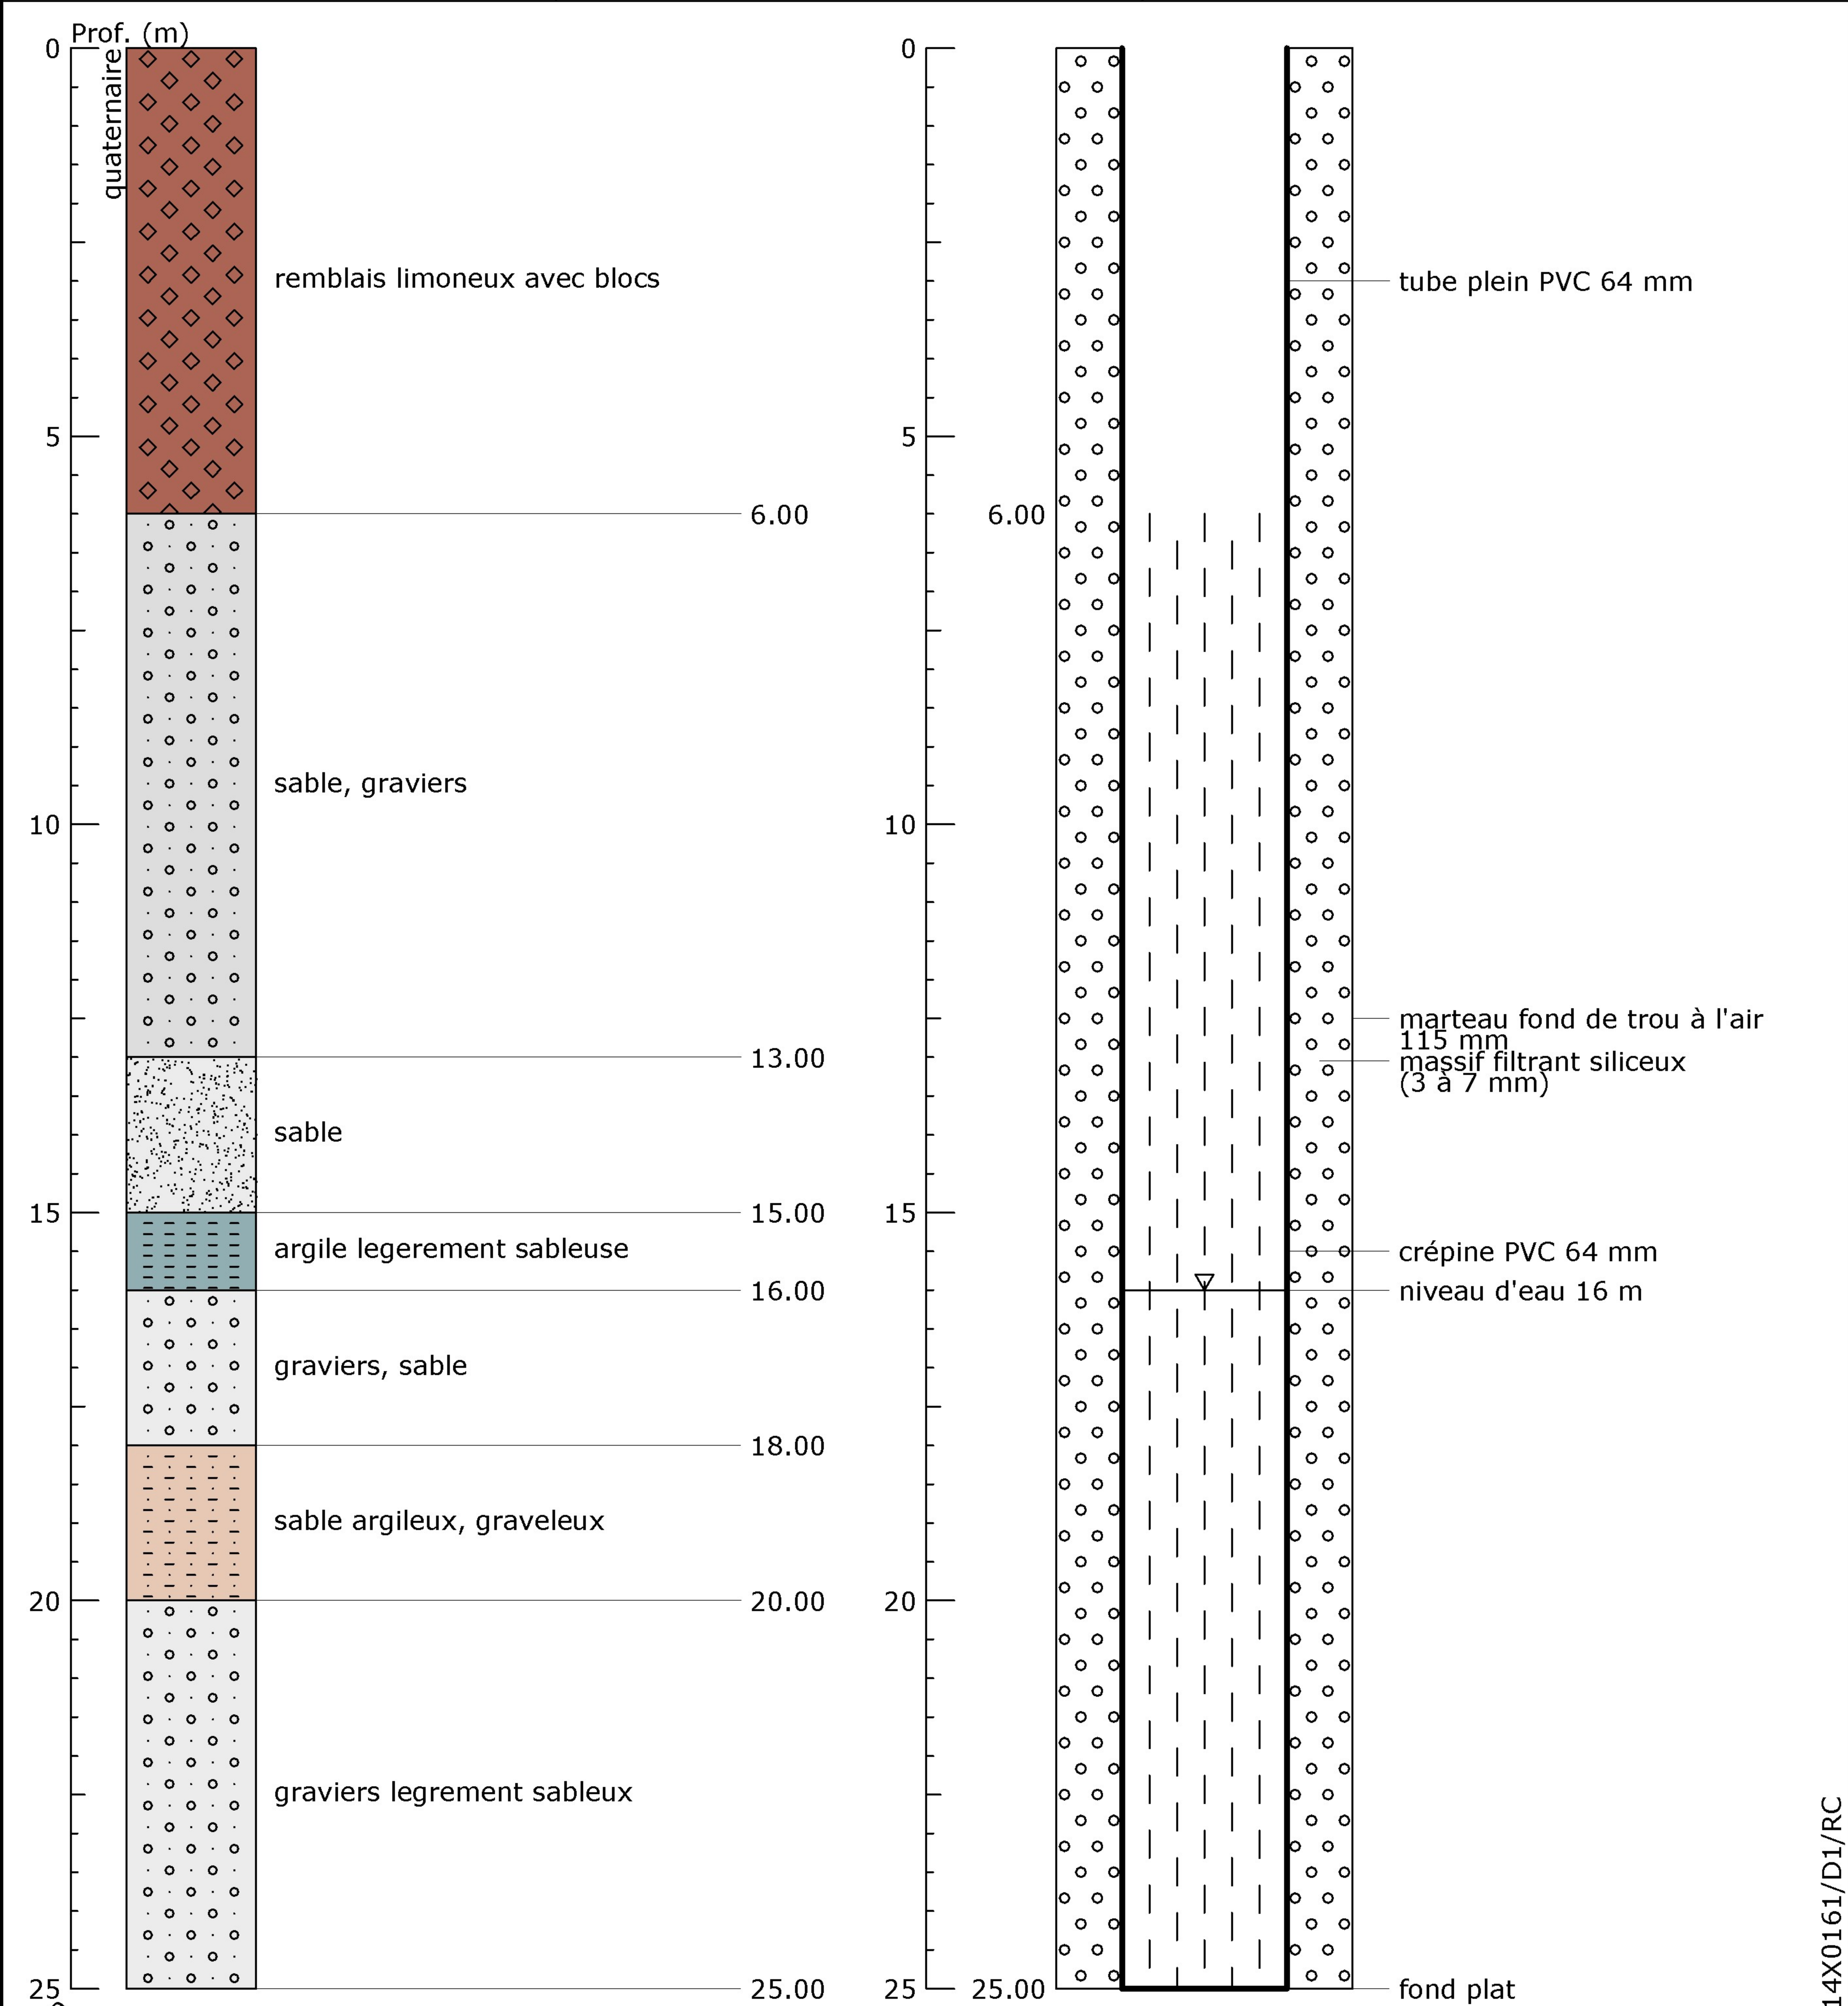 Prof. (m)
0
quaternaire
remblais limoneux avec blocs
5
6.00
sable, graviers
10
13.00
sable
15
15.00
argile legerement sableuse
16.00
graviers, sable
18.00
sable argileux, graveleux
20
20.00
graviers legrement sableux
25
25.00
0
tube plein PVC 64 mm
5
6.00
10
marteau fond de trou à l'air
115 mm
massif filtrant siliceux
(3 à 7 mm)
15
crépine PVC 64 mm
niveau d'eau 16 m
20
25
25.00
fond plat
14X0161/D1/RC